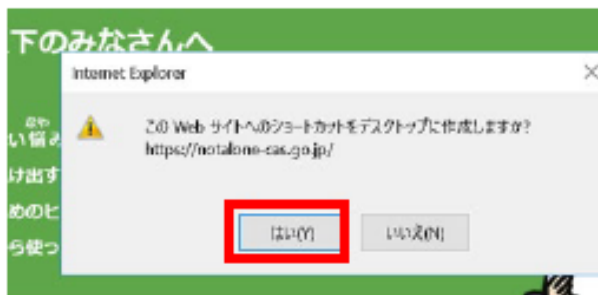 下のみなさんへ
Internet Explorer
この Web サイトへのショートカットをデスクトップに作成しますか?
https://notalone-cas.go.jp/
なや
い悩み
け出す
めのヒ
ら使っ
はい(Y)
いいえ(N)